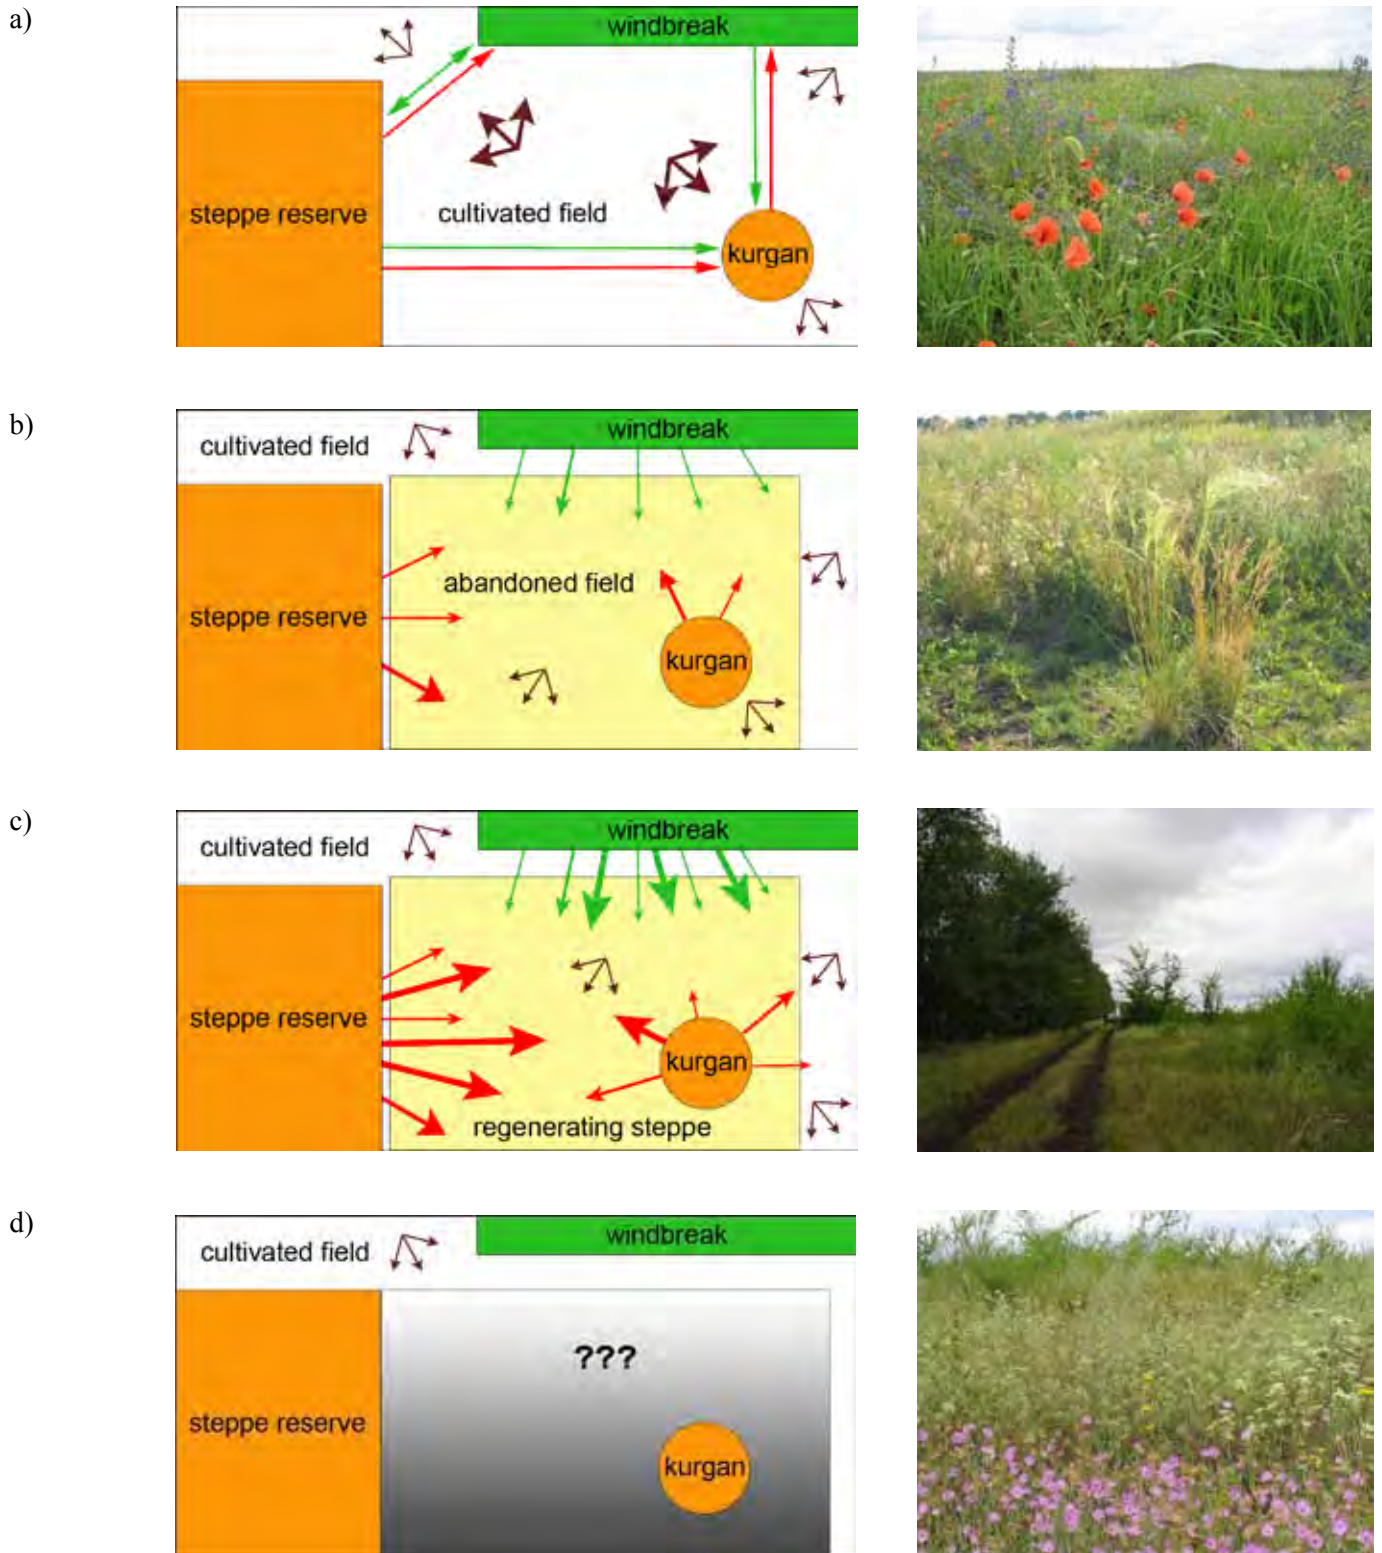 a)
windbreak
steppe reserve
cultivated field
kurgan
b)
cultivated field
windbreak
steppe reserve
abandoned field
kurgan
c)
cultivated field
windbreak
steppe reserve
kurgan
regenerating steppe
d)
cultivated field
windbreak
???
steppe reserve
kurgan